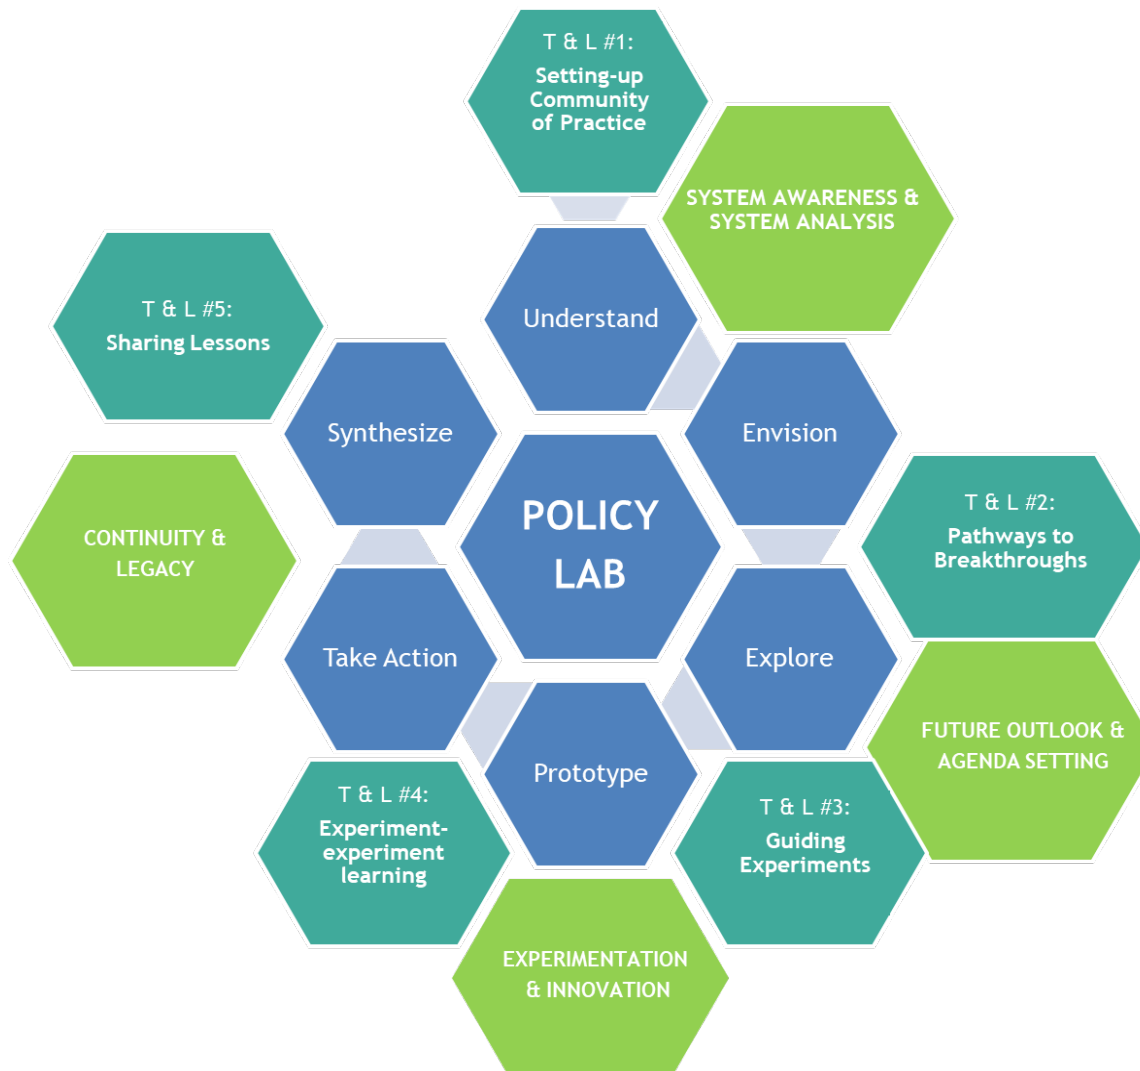 T & L #1:
Setting-up
Community
of Practice
SYSTEM AWARENESS &
SYSTEM ANALYSIS
Understand
T & L #5:
Sharing Lessons
Synthesize
Envision
POLICY
LAB
T & L #2:
Pathways to
Breakthroughs
CONTINUITY &
LEGACY
Take Action
Explore
FUTURE OUTLOOK &
AGENDA SETTING
Prototype
T & L #4:
Experiment-
experiment
learning
T & L #3:
Guiding
Experiments
EXPERIMENTATION
& INNOVATION